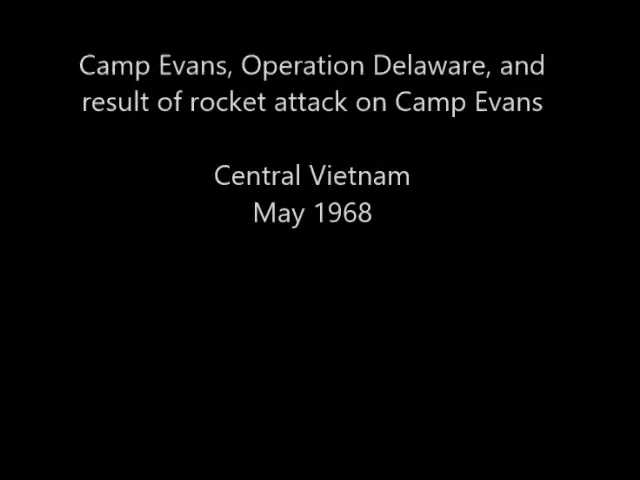 Camp Evans, Operation Delaware, and
result of rocket attack on Camp Evans
Central Vietnam
May 1968